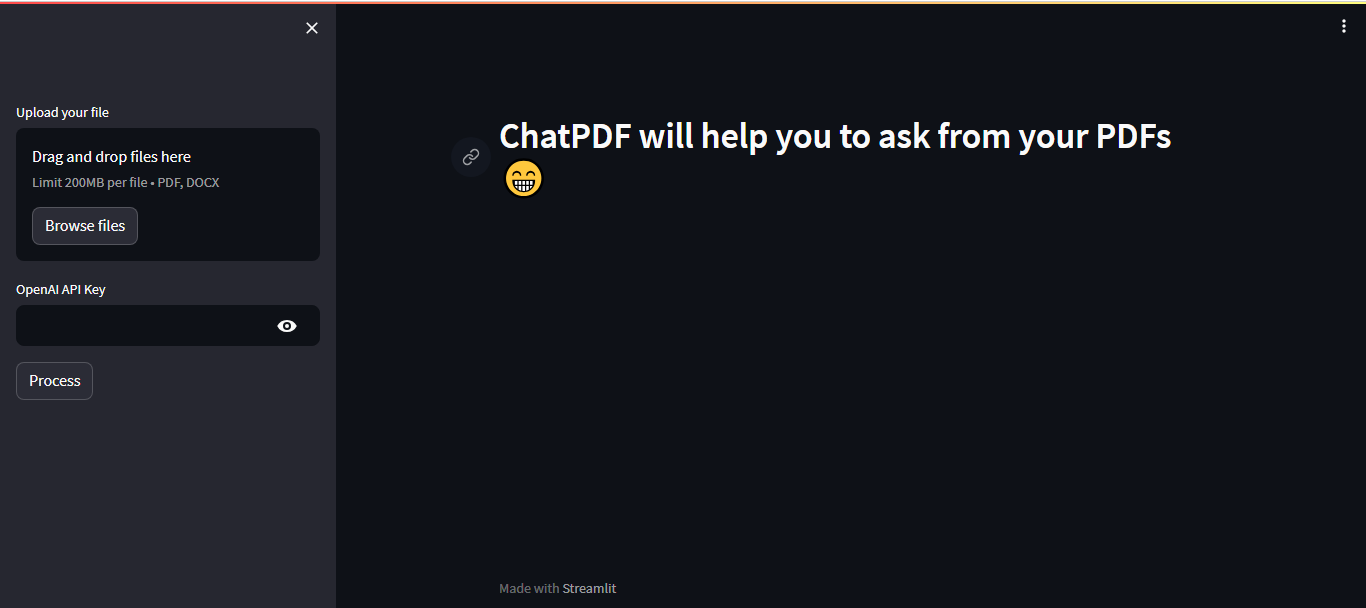 Upload your file
Drag and drop files here
Limit 200MB per file • PDF, DOCX
Browse files
OpenAI API Key
Process
ChatPDF will help you to ask from your PDFs
😁
Made with Streamlit